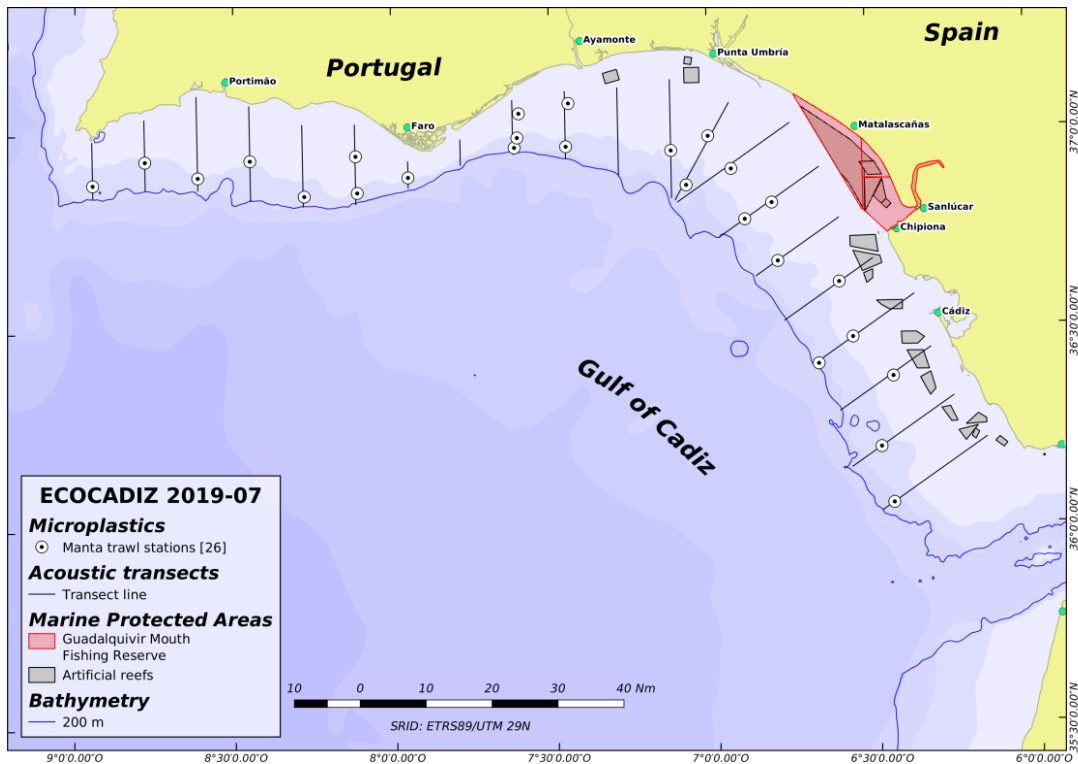 Spain
Ayamonte
Punta Umbría
Portugal
Portimão
Faro
Matalascañas
Sanlúcar
Chipiona
Cádiz
Gulf of Cadiz
37°0'0.00"N
36°30'0.00"N
36°0'0.00"N
35°30'0.00"N
ECOCADIZ 2019-07
Microplastics
Manta trawl stations [26]
Acoustic transects
Transect line
Marine Protected Areas
Guadalquivir Mouth
Fishing Reserve
Artificial reefs
Bathymetry
200 m
10 0 10 20 30 40 Nm
SRID: ETRS89/UTM 29N
9°0'0.00"O 8°30'0.00"O 8°0'0.00"O 7°30'0.00"O 7°0'0.00"O 6°30'0.00"O 6°0'0.00"O